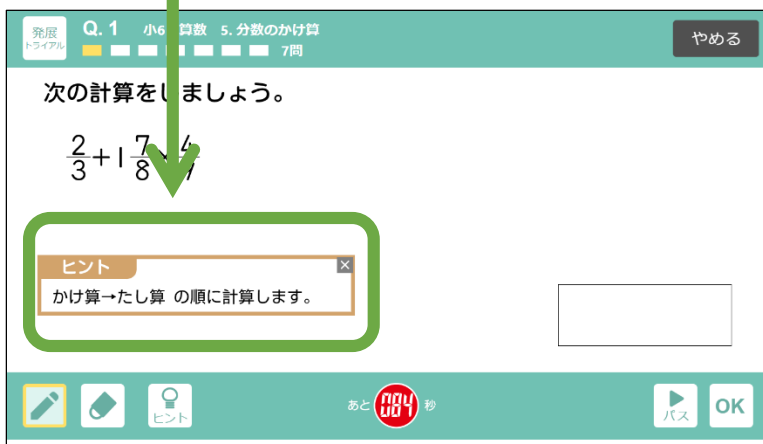 発展
トライアル
Q. 1 小6 算数 5. 分数のかけ算
7問
やめる
次の計算をしましょう。
2/3+1 7/8×4/
ヒント
かけ算→たし算 の順に計算します。
ヒント
あと 084 秒
パス
OK